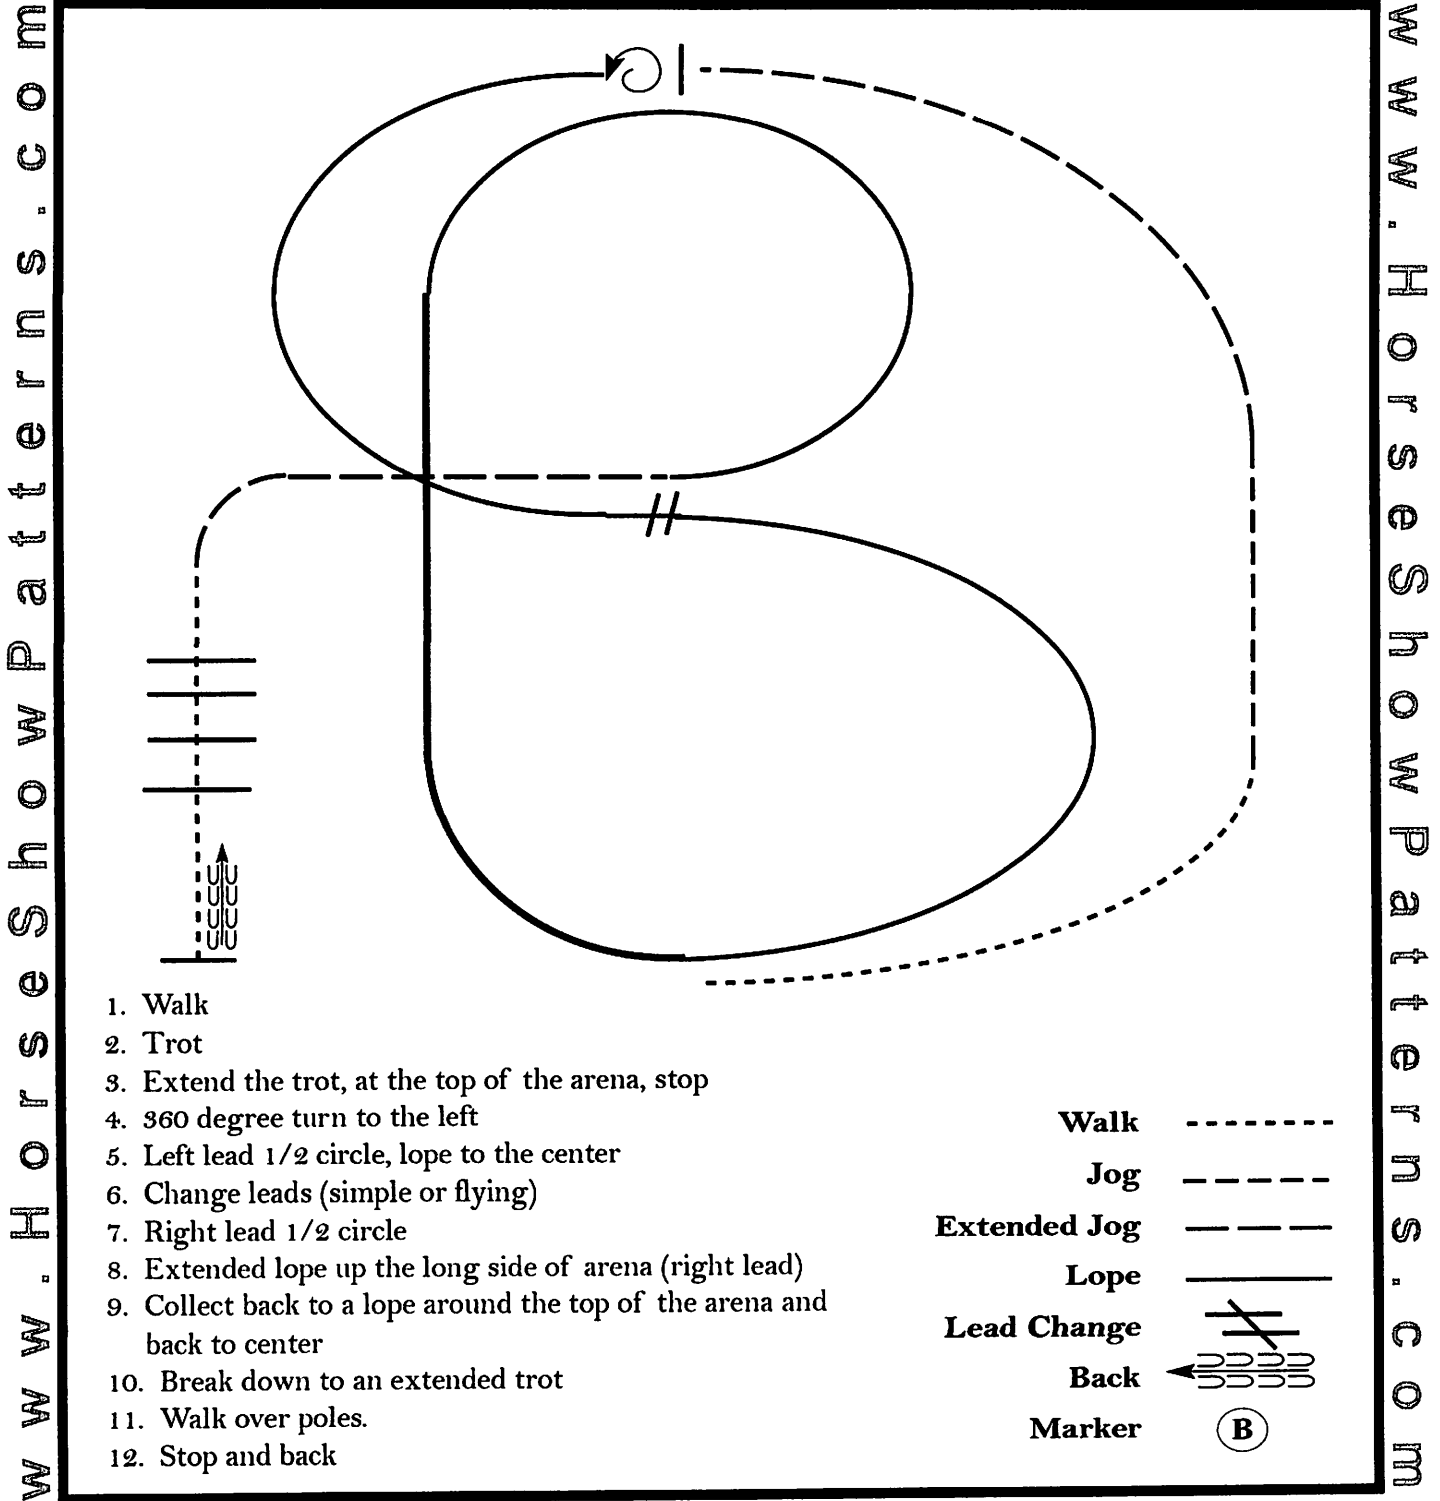 www.HorseShowPatterns.com
www.HorseShowPatterns.com
1. Walk
2. Trot
3. Extend the trot, at the top of the arena, stop
4. 360 degree turn to the left
5. Left lead 1/2 circle, lope to the center
6. Change leads (simple or flying)
7. Right lead 1/2 circle
8. Extended lope up the long side of arena (right lead)
9. Collect back to a lope around the top of the arena and
back to center
10. Break down to an extended trot
11. Walk over poles.
12. Stop and back
Walk
Jog
Extended Jog
Lope
Lead Change
Back
Marker B